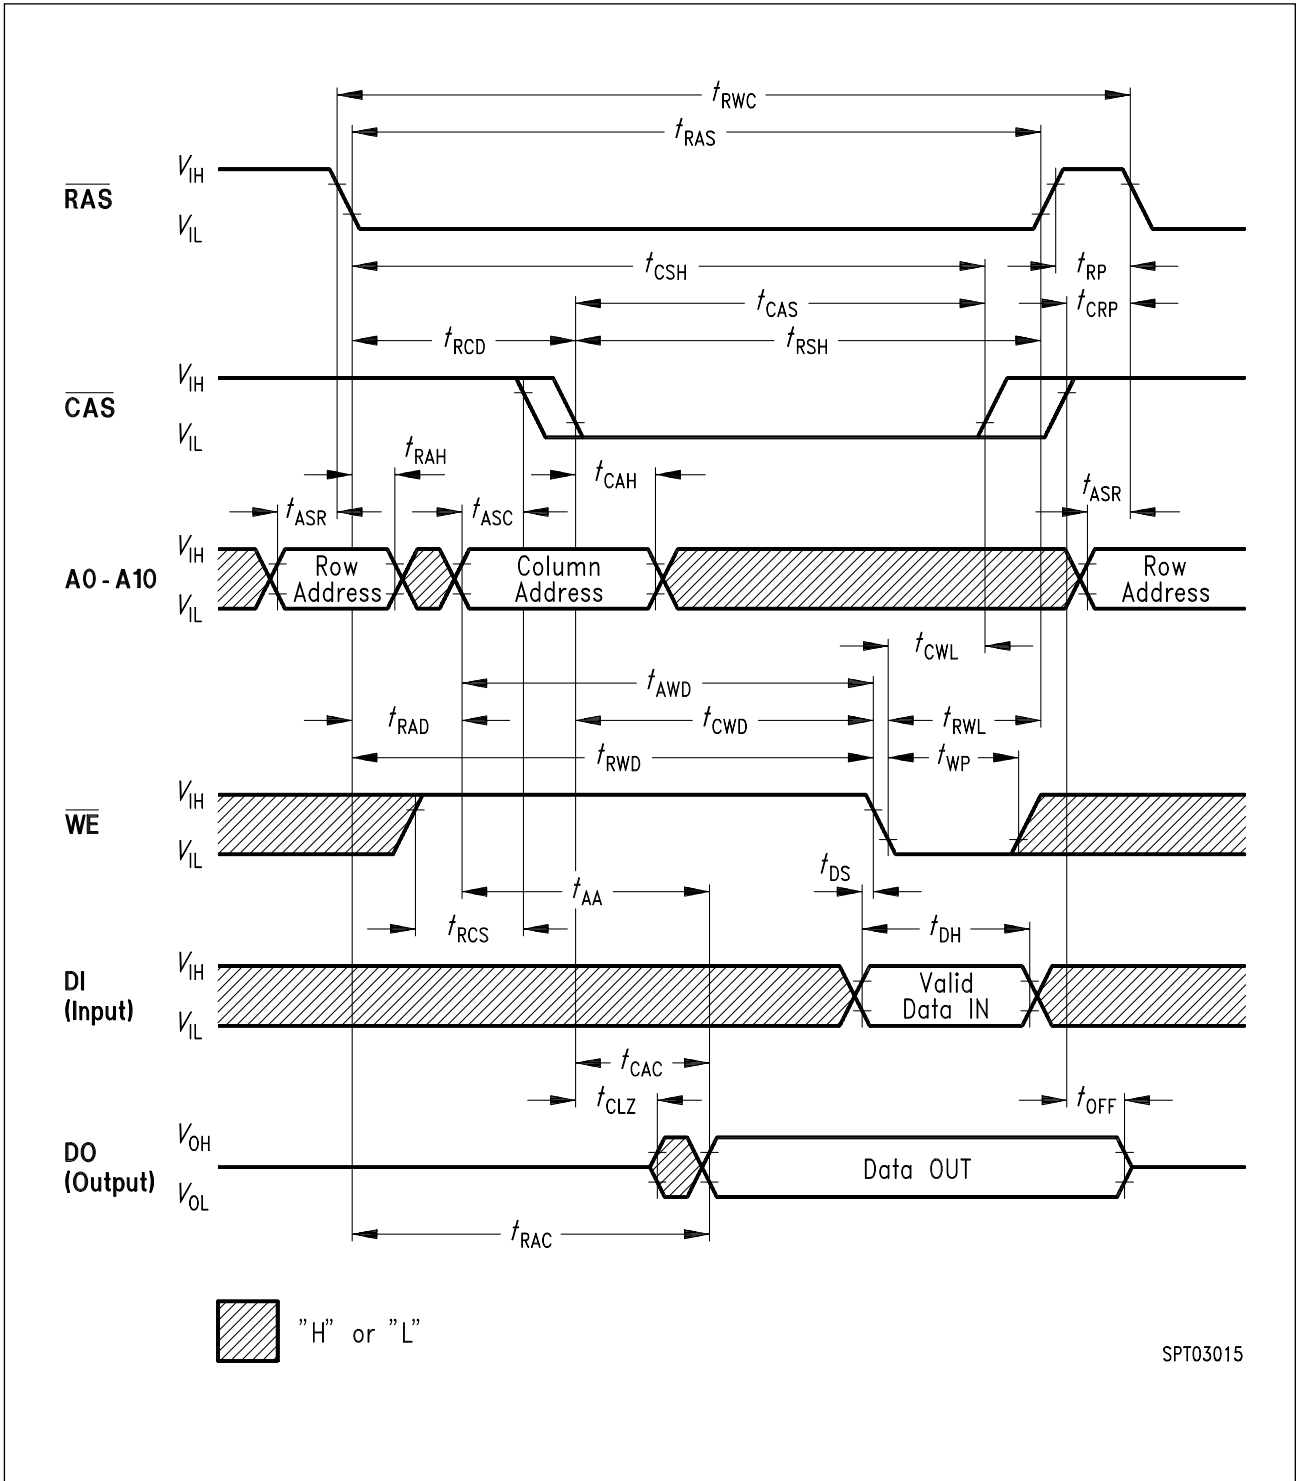 tRWC
tRAS
RAS
VIH
VIL
tCSH
tRP
tCAS
tCRP
tRCD
tRSH
CAS
VIH
VIL
tRAH
tCAH
tASR
tASC
tASR
A0 - A10
VIH
VIL
Row
Address
Column
Address
Row
Address
tCWL
tAWD
tRAD
tCWD
tRWL
tRWD
tWP
WE
VIH
VIL
tDS
tAA
tRCS
tDH
DI
(Input)
VIH
VIL
Valid
Data IN
tCAC
tCLZ
tOFF
DO
(Output)
VOH
VOL
Data OUT
tRAC
"H" or "L"
SPT03015